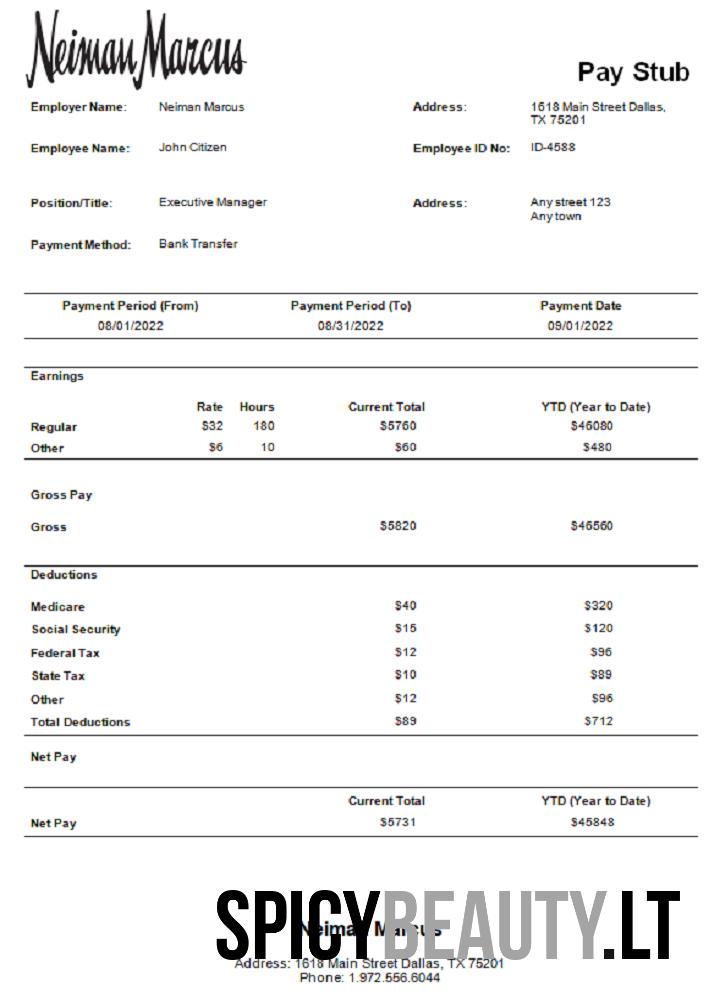 Neiman Marcus
Pay Stub
Employer Name: Neiman Marcus Address: 1618 Main Street Dallas,
TX 75201
Employee Name: John Citizen Employee ID No: ID-4588
Position/Title: Executive Manager Address: Any street 123
Any town
Payment Method: Bank Transfer
Payment Period (From) Payment Period (To) Payment Date
08/01/2022 08/31/2022 09/01/2022
Earnings
Rate Hours Current Total YTD (Year to Date)
Regular $32 180 $5760 $46080
Other $6 10 $60 $480
Gross Pay
Gross $5820 $46560
Deductions
Medicare $40 $320
Social Security $15 $120
Federal Tax $12 $96
State Tax $10 $89
Other $12 $96
Total Deductions $89 $712
Net Pay
Current Total YTD (Year to Date)
Net Pay $5731 $45848
SPICYBEAUTY.LT
Neiman Marcus
Address: 1618 Main Street Dallas, TX 75201
Phone: 1.972.556.6044